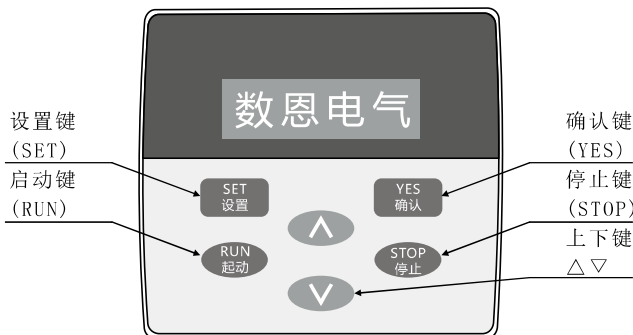 数恩电气
设置键
(SET)
启动键
(RUN)
SET
设置
RUN
起动
YES
确认
STOP
停止
确认键
(YES)
停止键
(STOP)
上下键
△▽